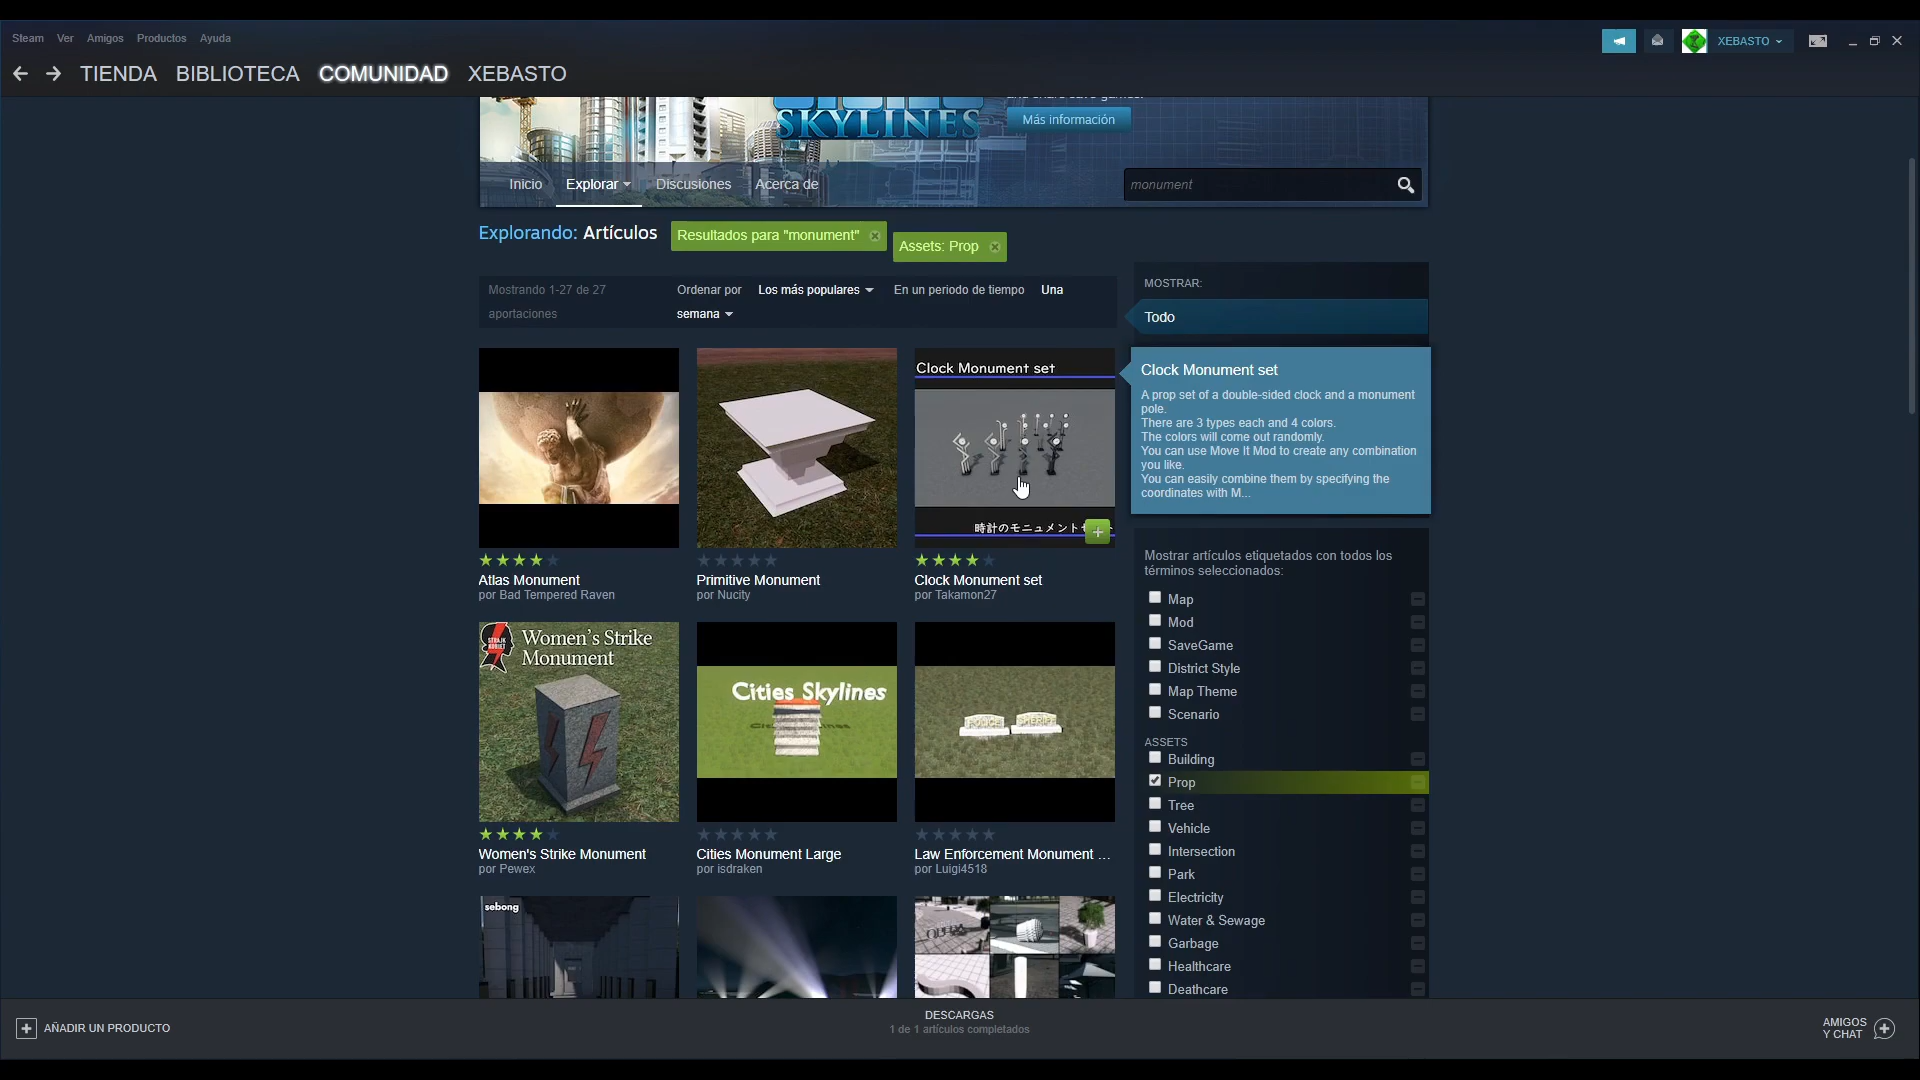 Steam Ver Amigos Productos Ayuda
XEBASTO
TIENDA BIBLIOTECA COMUNIDAD XEBASTO
SKYLINES
Más información
Inicio Explorar Discusiones Acerca de
monument
Explorando: Artículos
Resultados para "monument"
Assets: Prop
Mostrando 1-27 de 27
aportaciones
Ordenar por Los más populares En un periodo de tiempo Una
semana
MOSTRAR:
Todo
Clock Monument set
時計のモニュメント
Clock Monument set
A prop set of a double-sided clock and a monument
pole.
There are 3 types each and 4 colors.
The colors will come out randomly.
You can use Move It Mod to create any combination
you like.
You can easily combine them by specifying the
coordinates with M...
Atlas Monument
por Bad Tempered Raven
Primitive Monument
por Nucity
Clock Monument set
por Takamon27
STRAJK
KOBIET
Women's Strike
Monument
Cities Skylines
POLICE
SHERIFF
Women's Strike Monument
por Pewex
Cities Monument Large
por isdraken
Law Enforcement Monument ...
por Luigi4518
sebong
Mostrar artículos etiquetados con todos los
términos seleccionados:
Map
Mod
SaveGame
District Style
Map Theme
Scenario
ASSETS
Building
Prop
Tree
Vehicle
Intersection
Park
Electricity
Water & Sewage
Garbage
Healthcare
Deathcare
AÑADIR UN PRODUCTO
DESCARGAS
1 de 1 artículos completados
AMIGOS
Y CHAT